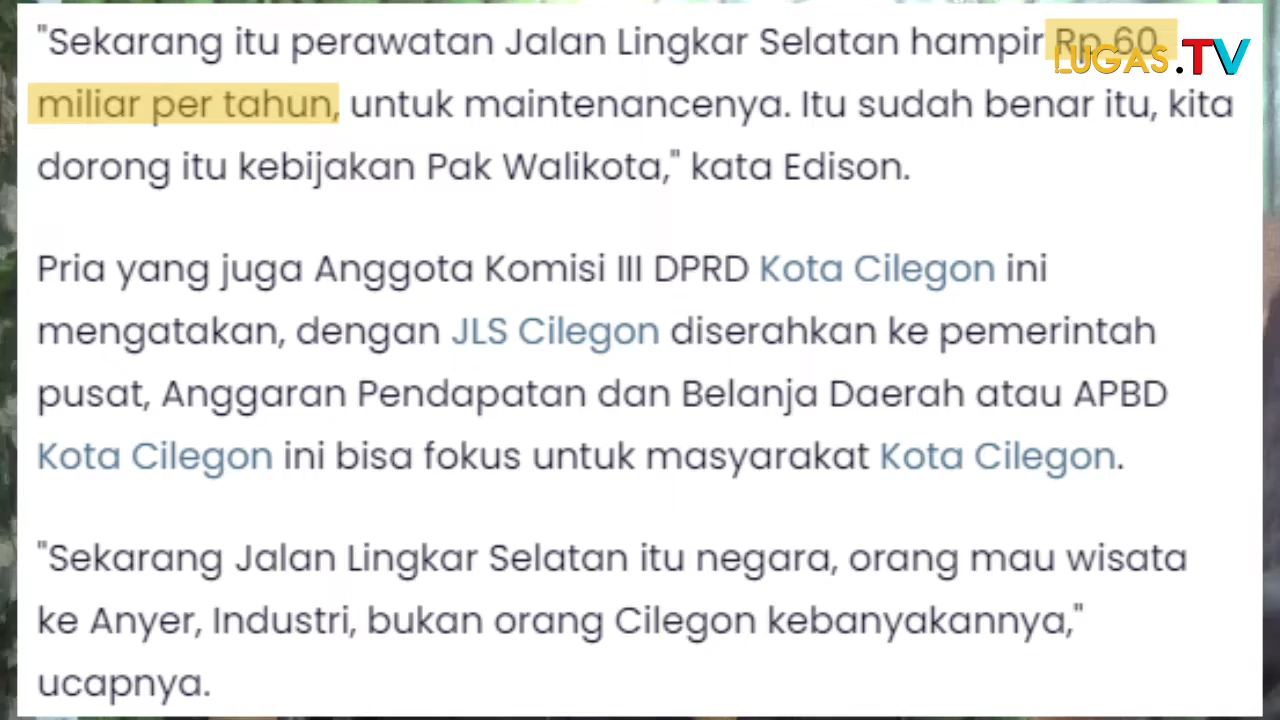 "Sekarang itu perawatan Jalan Lingkar Selatan hampir Rp 60
LUGAS.TV
miliar per tahun, untuk maintenancenya. Itu sudah benar itu, kita
dorong itu kebijakan Pak Walikota," kata Edison.
Pria yang juga Anggota Komisi III DPRD Kota Cilegon ini
mengatakan, dengan JLS Cilegon diserahkan ke pemerintah
pusat, Anggaran Pendapatan dan Belanja Daerah atau APBD
Kota Cilegon ini bisa fokus untuk masyarakat Kota Cilegon.
"Sekarang Jalan Lingkar Selatan itu negara, orang mau wisata
ke Anyer, Industri, bukan orang Cilegon kebanyakannya,"
ucapnya.